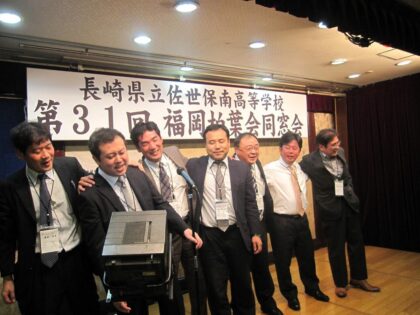 長崎県立佐世保南高等学校
第31回 福岡柏葉会同窓会